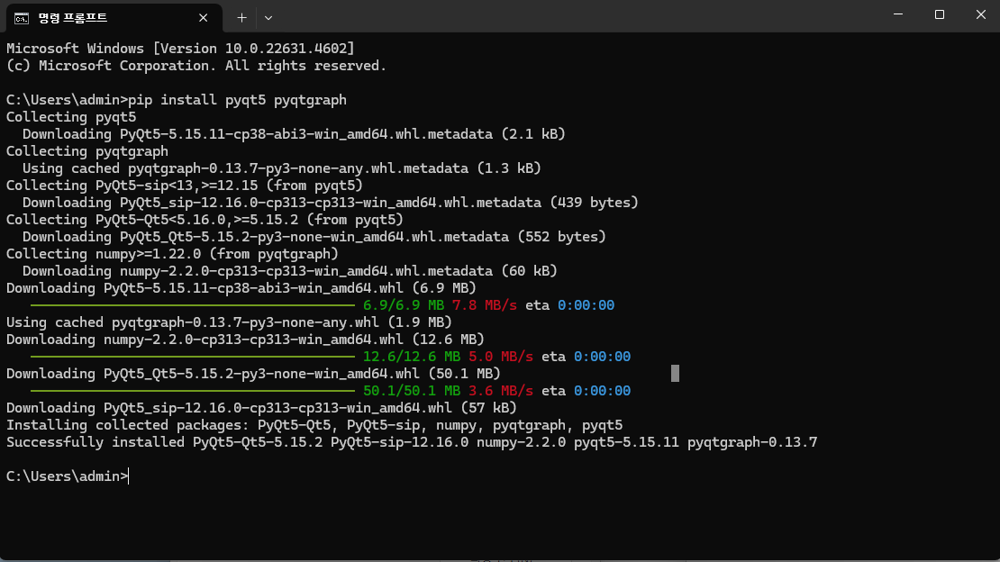 명령 프롬프트
Microsoft Windows [Version 10.0.22631.4602]
(c) Microsoft Corporation. All rights reserved.
C:\Users\admin>pip install pyqt5 pyqtgraph
Collecting pyqt5
Downloading PyQt5-5.15.11-cp38-abi3-win_amd64.whl.metadata (2.1 kB)
Collecting pyqtgraph
Using cached pyqtgraph-0.13.7-py3-none-any.whl.metadata (1.3 kB)
Collecting PyQt5-sip<13,>=12.15 (from pyqt5)
Downloading PyQt5_sip-12.16.0-cp313-cp313-win_amd64.whl.metadata (439 bytes)
Collecting PyQt5-Qt5<5.16.0,>=5.15.2 (from pyqt5)
Downloading PyQt5_Qt5-5.15.2-py3-none-win_amd64.whl.metadata (552 bytes)
Collecting numpy>=1.22.0 (from pyqtgraph)
Downloading numpy-2.2.0-cp313-cp313-win_amd64.whl.metadata (60 kB)
Downloading PyQt5-5.15.11-cp38-abi3-win_amd64.whl (6.9 MB)
6.9/6.9 MB 7.8 MB/s eta 0:00:00
Using cached pyqtgraph-0.13.7-py3-none-any.whl (1.9 MB)
Downloading numpy-2.2.0-cp313-cp313-win_amd64.whl (12.6 MB)
12.6/12.6 MB 5.0 MB/s eta 0:00:00
Downloading PyQt5_Qt5-5.15.2-py3-none-win_amd64.whl (50.1 MB)
50.1/50.1 MB 3.6 MB/s eta 0:00:00
Downloading PyQt5_sip-12.16.0-cp313-cp313-win_amd64.whl (57 kB)
Installing collected packages: PyQt5-Qt5, PyQt5-sip, numpy, pyqtgraph, pyqt5
Successfully installed PyQt5-Qt5-5.15.2 PyQt5-sip-12.16.0 numpy-2.2.0 pyqt5-5.15.11 pyqtgraph-0.13.7
C:\Users\admin>